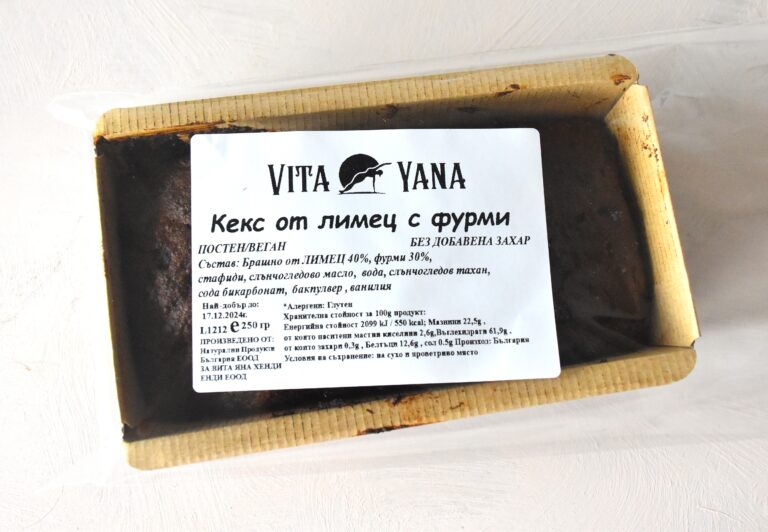 VITA YANA
Кекс от лимец с фурми
ПОСТЕН/ВЕГАН БЕЗ ДОБАВЕНА ЗАХАР
Състав: Брашно от ЛИМЕЦ 40%, фурми 30%,
стафиди, слънчогледово масло, вода, слънчогледов тахан,
сода бикарбонат, бакпулвер , ванилия
Най-добър до:
17.12.2024г.
L1212 e 250 гр
ПРОИЗВЕДЕНО ОТ:
Натурални Продукти
България ЕООД
ЗА ВИТА ЯНА ХЕНДИ
ЕНДИ ЕООД
*Алергени: Глутен
Хранителна стойност за 100g продукт:
Енергийна стойност 2099 kJ / 550 kcal; Мазнини 22,5g ,
от които наситени мастни киселини 2,6g,Въглехидрати 61,9g ,
от които захари 0,3g , Белтъци 12,6g , сол 0.5g Произход: България
Условия на съхранение: на сухо и проветриво място